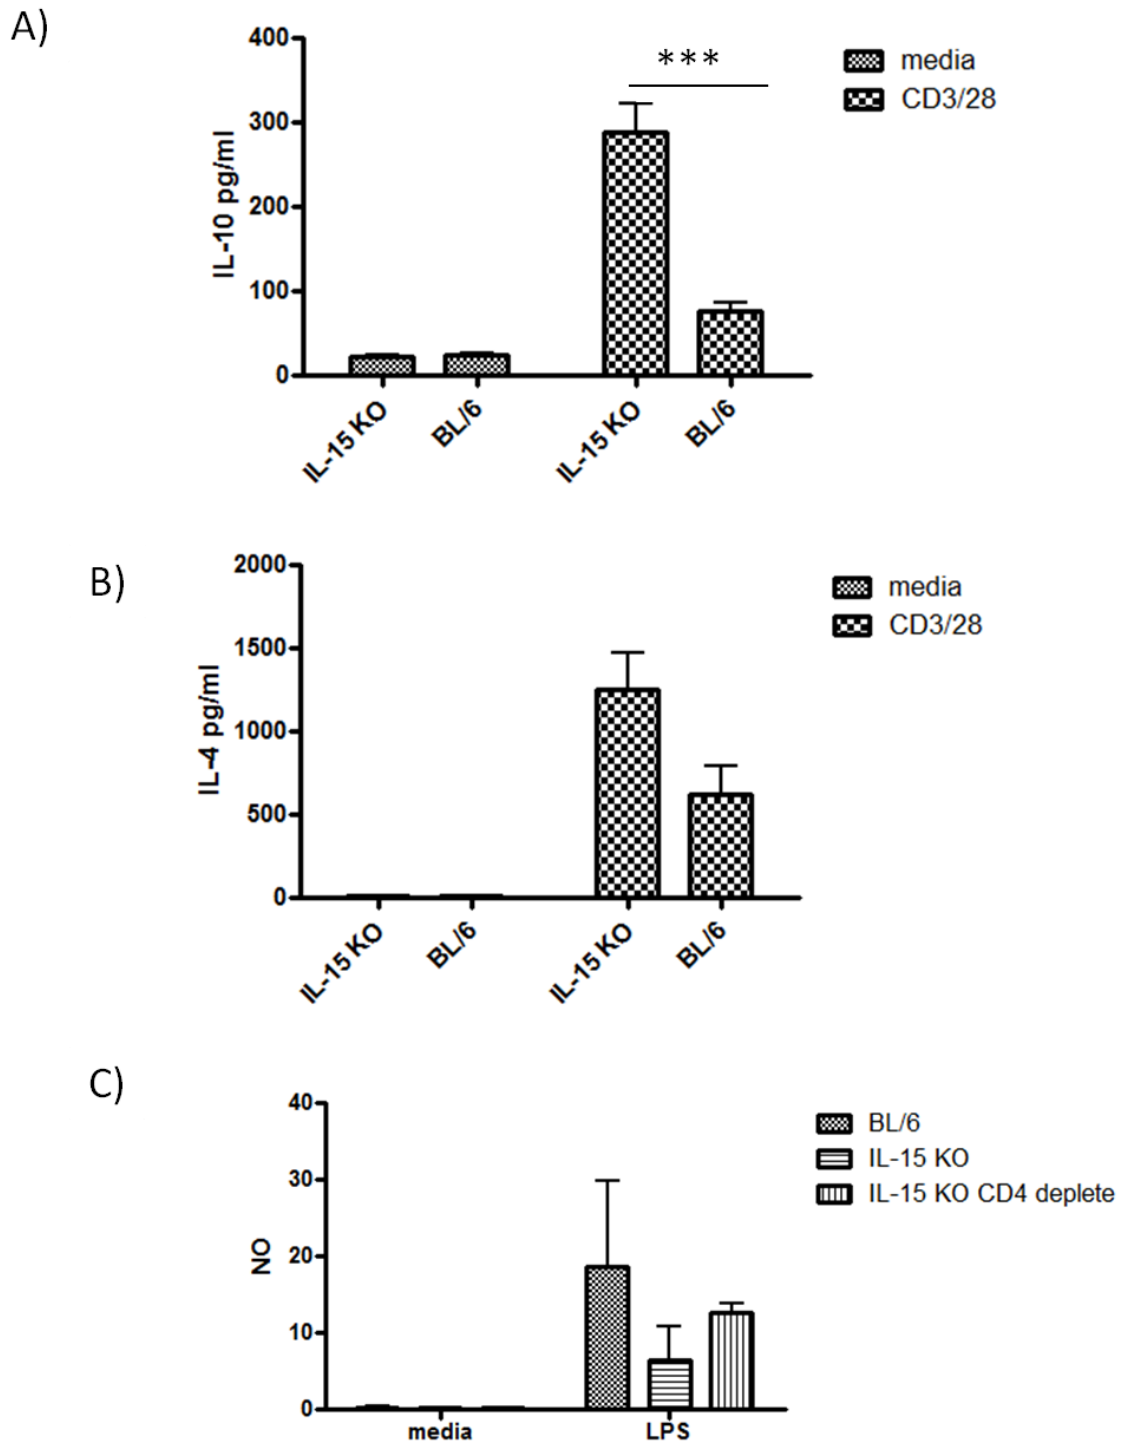 A)
400
300
200
100
0
IL-10 pg/ml
***
media
CD3/28
IL-15 KO
BL/6
IL-15 KO
BL/6
B)
2000
1500
1000
500
0
IL-4 pg/ml
media
CD3/28
IL-15 KO
BL/6
IL-15 KO
BL/6
C)
40
30
20
10
0
NO
BL/6
IL-15 KO
IL-15 KO CD4 deplete
media
LPS